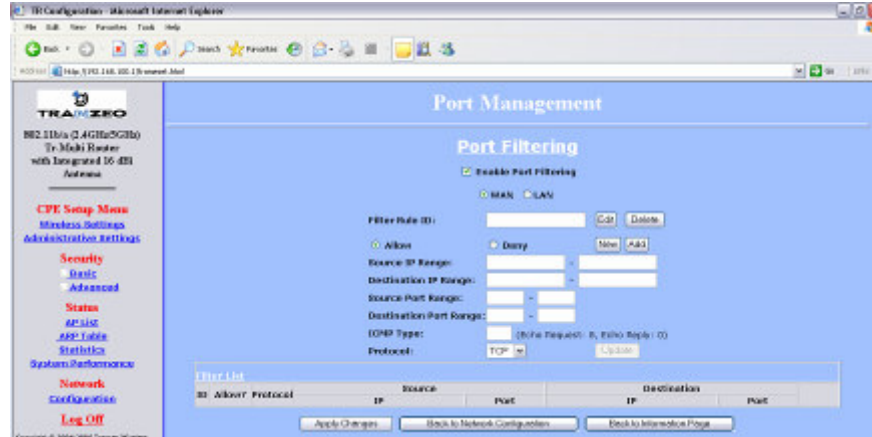 TR Configuration - Microsoft Internet Explorer
File Edit View Favorites Tools Help
Back Search Favorites
Address
Go
TRANZEO
802.11b/a (2.4GHz/5GHz)
Tr-Multi Router
with Integrated 16 dBi
Antenna
CPE Setup Menu
Wireless Settings
Administrative Settings
Security
Basic
Advanced
Status
AP List
ARP Table
Statistics
System Performance
Network
Configuration
Log Off
Port Management
Port Filtering
Enable Port Filtering
WAN LAN
Filter Rule ID: Edit Delete
Allow Deny New Add
Source IP Range: -
Destination IP Range: -
Source Port Range: -
Destination Port Range: -
ICMP Type: (Echo Request: 8, Echo Reply: 0)
Protocol: TCP Update
Filter List
ID Allow? Protocol Source Destination
IP Port IP Port
Apply Changes Back to Network Configuration Back to Information Page